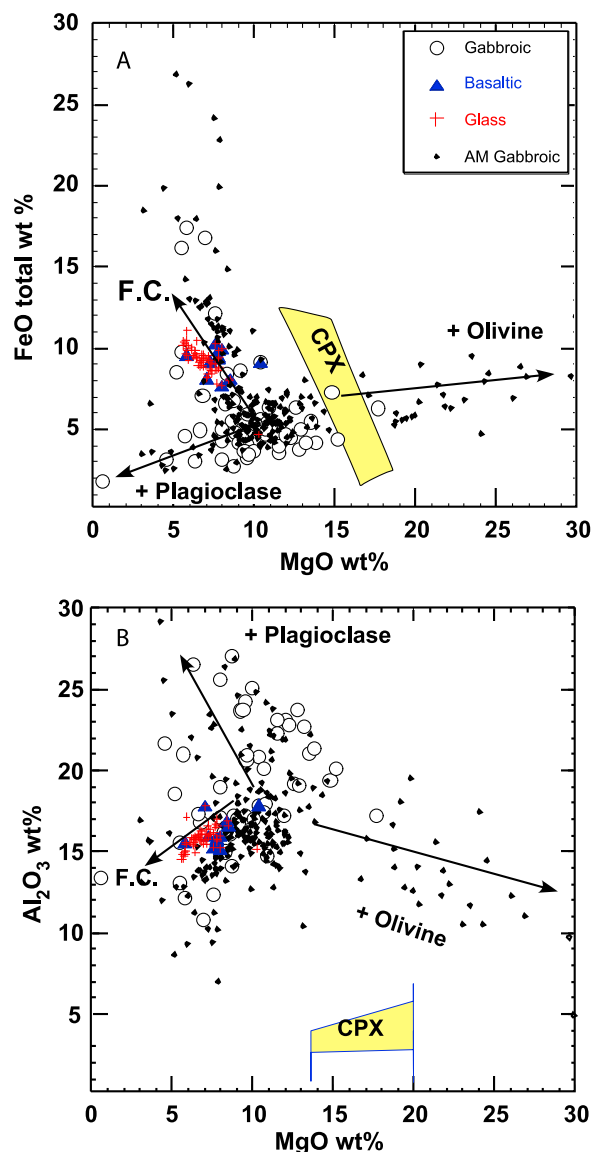 A
Gabbroic
Basaltic
Glass
AM Gabbroic
FeO total wt %
30
25
20
15
10
5
F.C.
CPX
+ Olivine
+ Plagioclase
0 5 10 15 20 25 30
MgO wt%
B
+ Plagioclase
Al2O3 wt%
30
25
20
15
10
5
F.C.
+ Olivine
CPX
0 5 10 15 20 25 30
MgO wt%